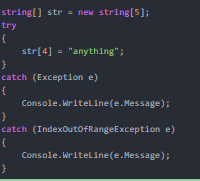 string[] str = new string[5];
try
{
    str[4] = "anything";
}
catch (Exception e)
{
    Console.WriteLine(e.Message);
}
catch (IndexOutOfRangeException e)
{
    Console.WriteLine(e.Message);
}